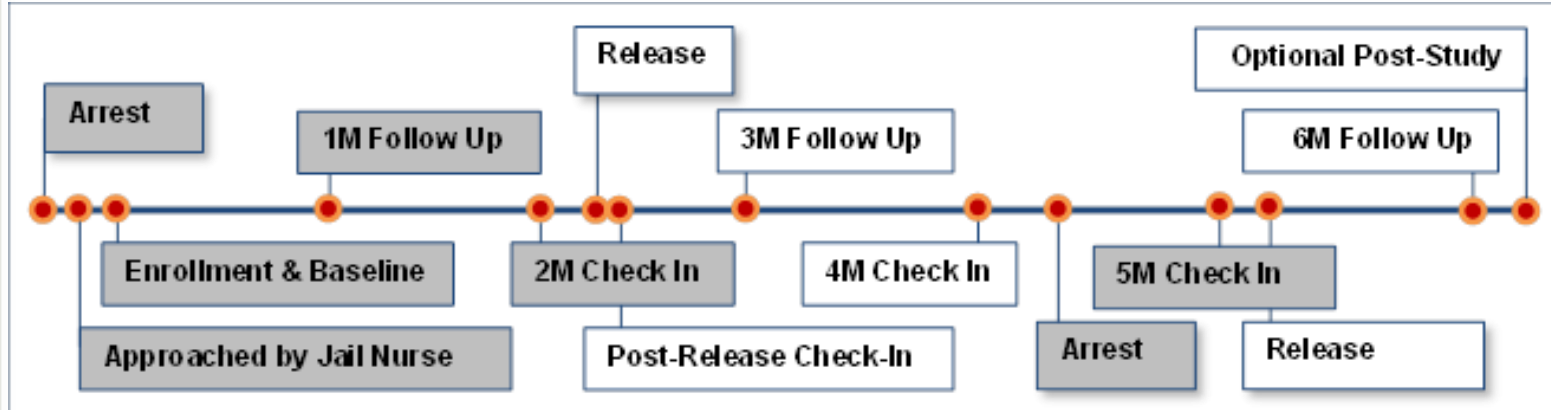 Release
Optional Post-Study
Arrest
1M Follow Up
3M Follow Up
6M Follow Up
Enrollment & Baseline
2M Check In
4M Check In
5M Check In
Approached by Jail Nurse
Post-Release Check-In
Arrest
Release